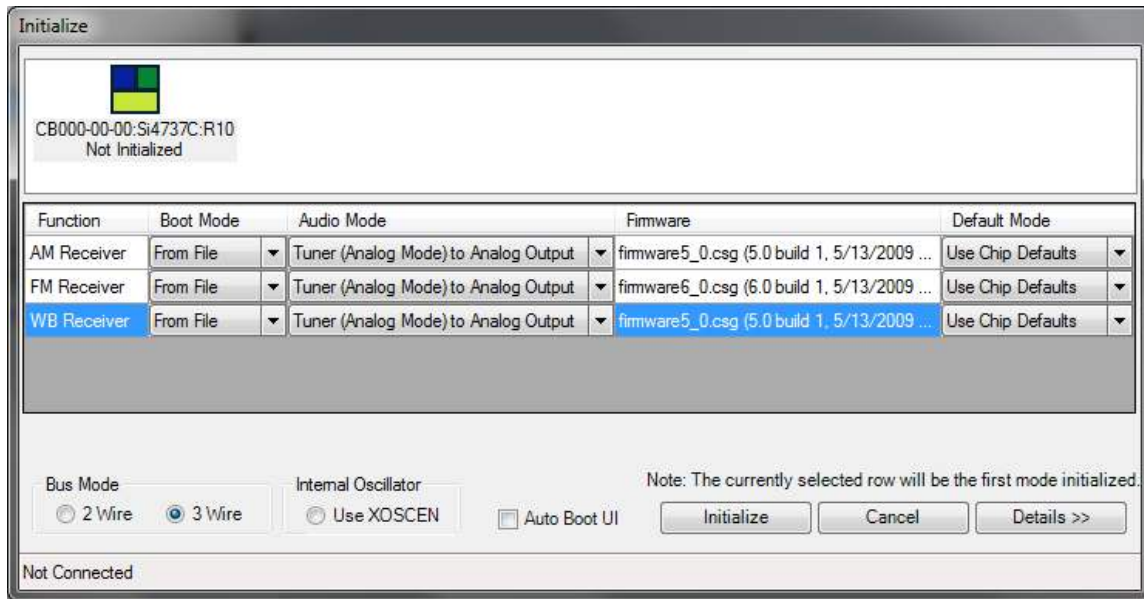 Initialize
CB000-00-00:Si4737C:R10
Not Initialized
Function Boot Mode Audio Mode Firmware Default Mode
AM Receiver From File Tuner (Analog Mode) to Analog Output firmware5_0.csg (5.0 build 1, 5/13/2009 ... Use Chip Defaults
FM Receiver From File Tuner (Analog Mode) to Analog Output firmware6_0.csg (6.0 build 1, 5/13/2009 ... Use Chip Defaults
WB Receiver From File Tuner (Analog Mode) to Analog Output firmware5_0.csg (5.0 build 1, 5/13/2009 ... Use Chip Defaults
Note: The currently selected row will be the first mode initialized.
Bus Mode Internal Oscillator
2 Wire 3 Wire Use XOSCEN Auto Boot UI Initialize Cancel Details >>
Not Connected